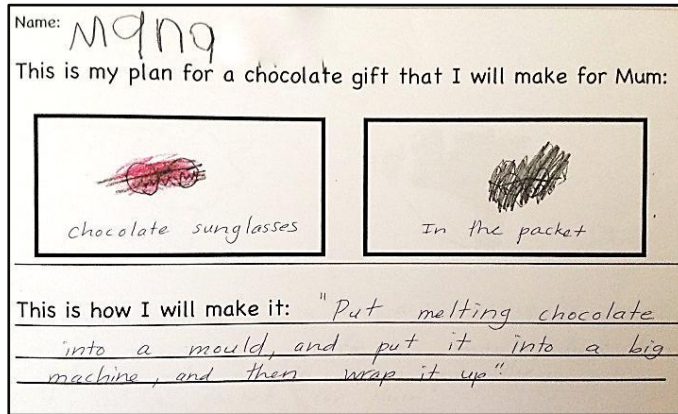 Name: Mana
This is my plan for a chocolate gift that I will make for Mum:
chocolate sunglasses
In the packet
This is how I will make it: "Put melting chocolate
into a mould, and put it into a big
machine, and then wrap it up".